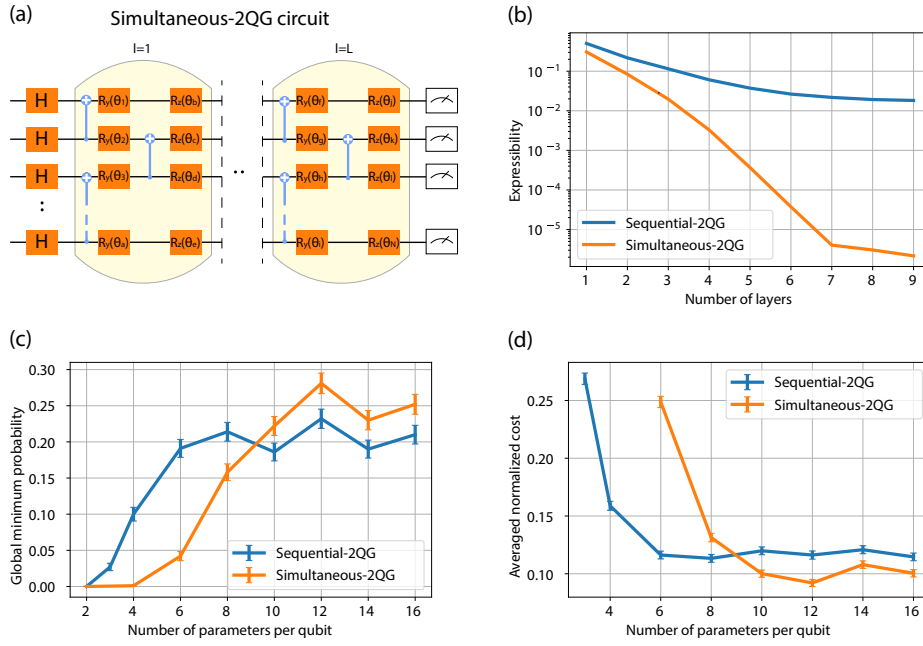 (a)
Simultaneous-2QG circuit
l=1
l=L
H Ry(θ1) Rz(θb) Ry(θf) Rz(θj)
H Ry(θ2) Rz(θc) Ry(θg) Rz(θk)
H Ry(θ3) Rz(θd) .. Ry(θh) Rz(θl)
:
H Ry(θa) Rz(θe) Ry(θi) Rz(θN)
(b)
10⁻¹
10⁻²
10⁻³
10⁻⁴
10⁻⁵
Expressibility
Sequential-2QG
Simultaneous-2QG
1 2 3 4 5 6 7 8 9
Number of layers
(c)
0.30
0.25
0.20
0.15
0.10
0.05
0.00
Global minimum probability
Sequential-2QG
Simultaneous-2QG
2 4 6 8 10 12 14 16
Number of parameters per qubit
(d)
0.25
0.20
0.15
0.10
Averaged normalized cost
Sequential-2QG
Simultaneous-2QG
4 6 8 10 12 14 16
Number of parameters per qubit